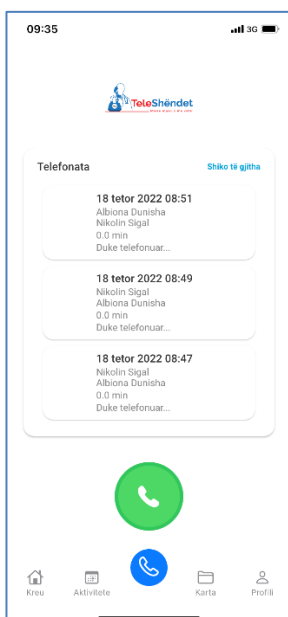 09:35
3G
TeleShëndet
Telefonata
Shiko të gjitha
18 tetor 2022 08:51
Albiona Dunisha
Nikolin Sigal
0.0 min
Duke telefonuar...
18 tetor 2022 08:49
Nikolin Sigal
Albiona Dunisha
0.0 min
Duke telefonuar...
18 tetor 2022 08:47
Nikolin Sigal
Albiona Dunisha
0.0 min
Duke telefonuar...
Kreu
Aktivitete
Karta
Profili